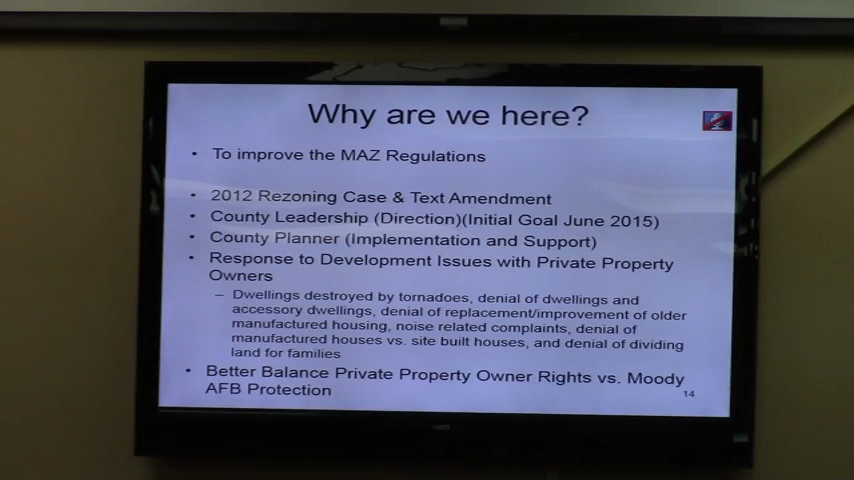 Why are we here?
• To improve the MAZ Regulations
• 2012 Rezoning Case & Text Amendment
• County Leadership (Direction)(Initial Goal June 2015)
• County Planner (Implementation and Support)
• Response to Development Issues with Private Property
Owners
– Dwellings destroyed by tornadoes, denial of dwellings and
accessory dwellings, denial of replacement/improvement of older
manufactured housing, noise related complaints, denial of
manufactured houses vs. site built houses, and denial of dividing
land for families
• Better Balance Private Property Owner Rights vs. Moody
AFB Protection
14
VIZIO